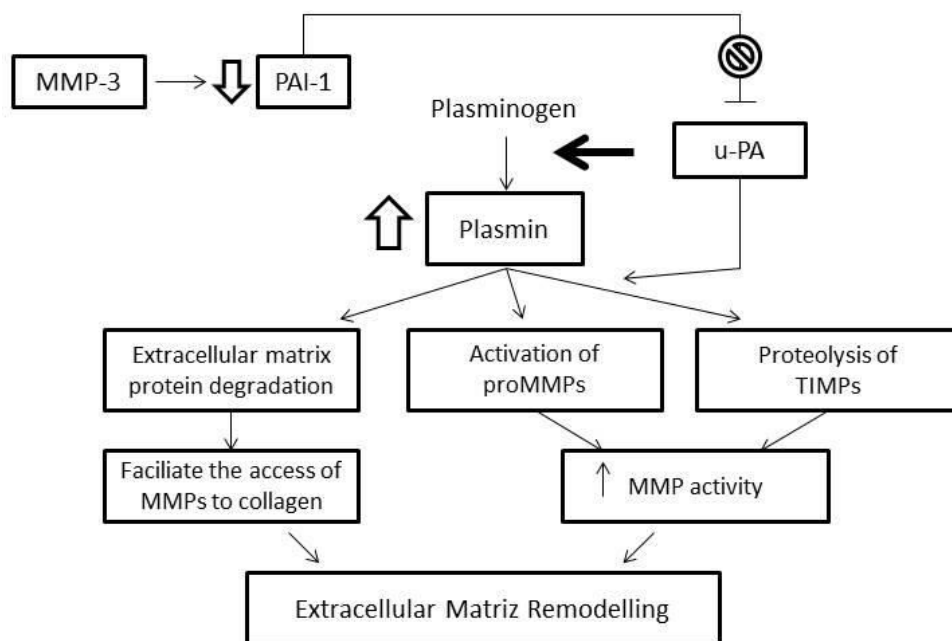 MMP-3
PAI-1
Plasminogen
u-PA
Plasmin
Extracellular matrix
protein degradation
Activation of
proMMPs
Proteolysis of
TIMPs
Faciliate the access of
MMPs to collagen
MMP activity
Extracellular Matriz Remodelling